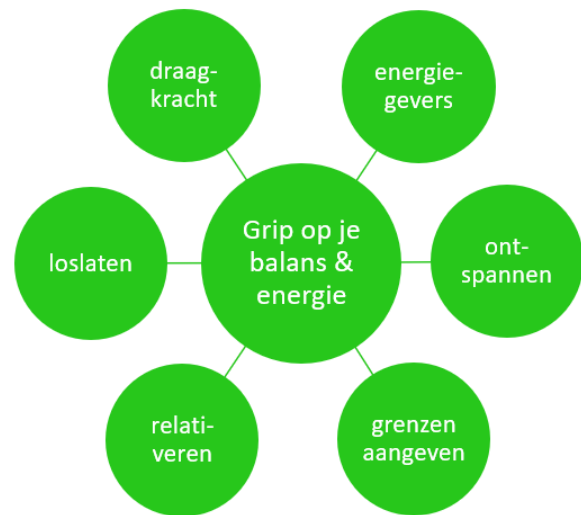 draag-
kracht
energie-
gevers
Grip op je
balans &
energie
loslaten
ont-
spannen
relati-
veren
grenzen
aangeven